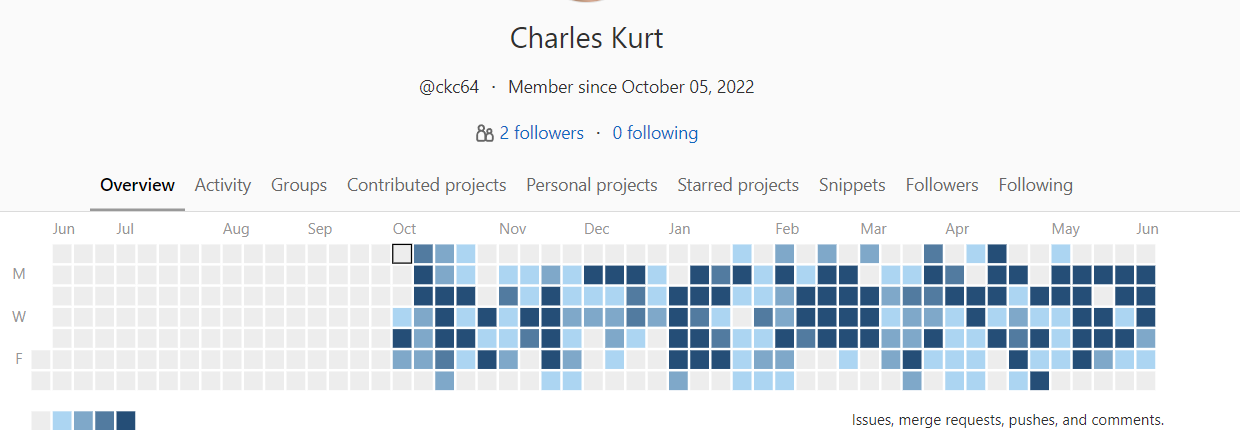 Charles Kurt
@ckc64 · Member since October 05, 2022
2 followers · 0 following
Overview Activity Groups Contributed projects Personal projects Starred projects Snippets Followers Following
Jun Jul Aug Sep Oct Nov Dec Jan Feb Mar Apr May Jun
M
W
F
Issues, merge requests, pushes, and comments.